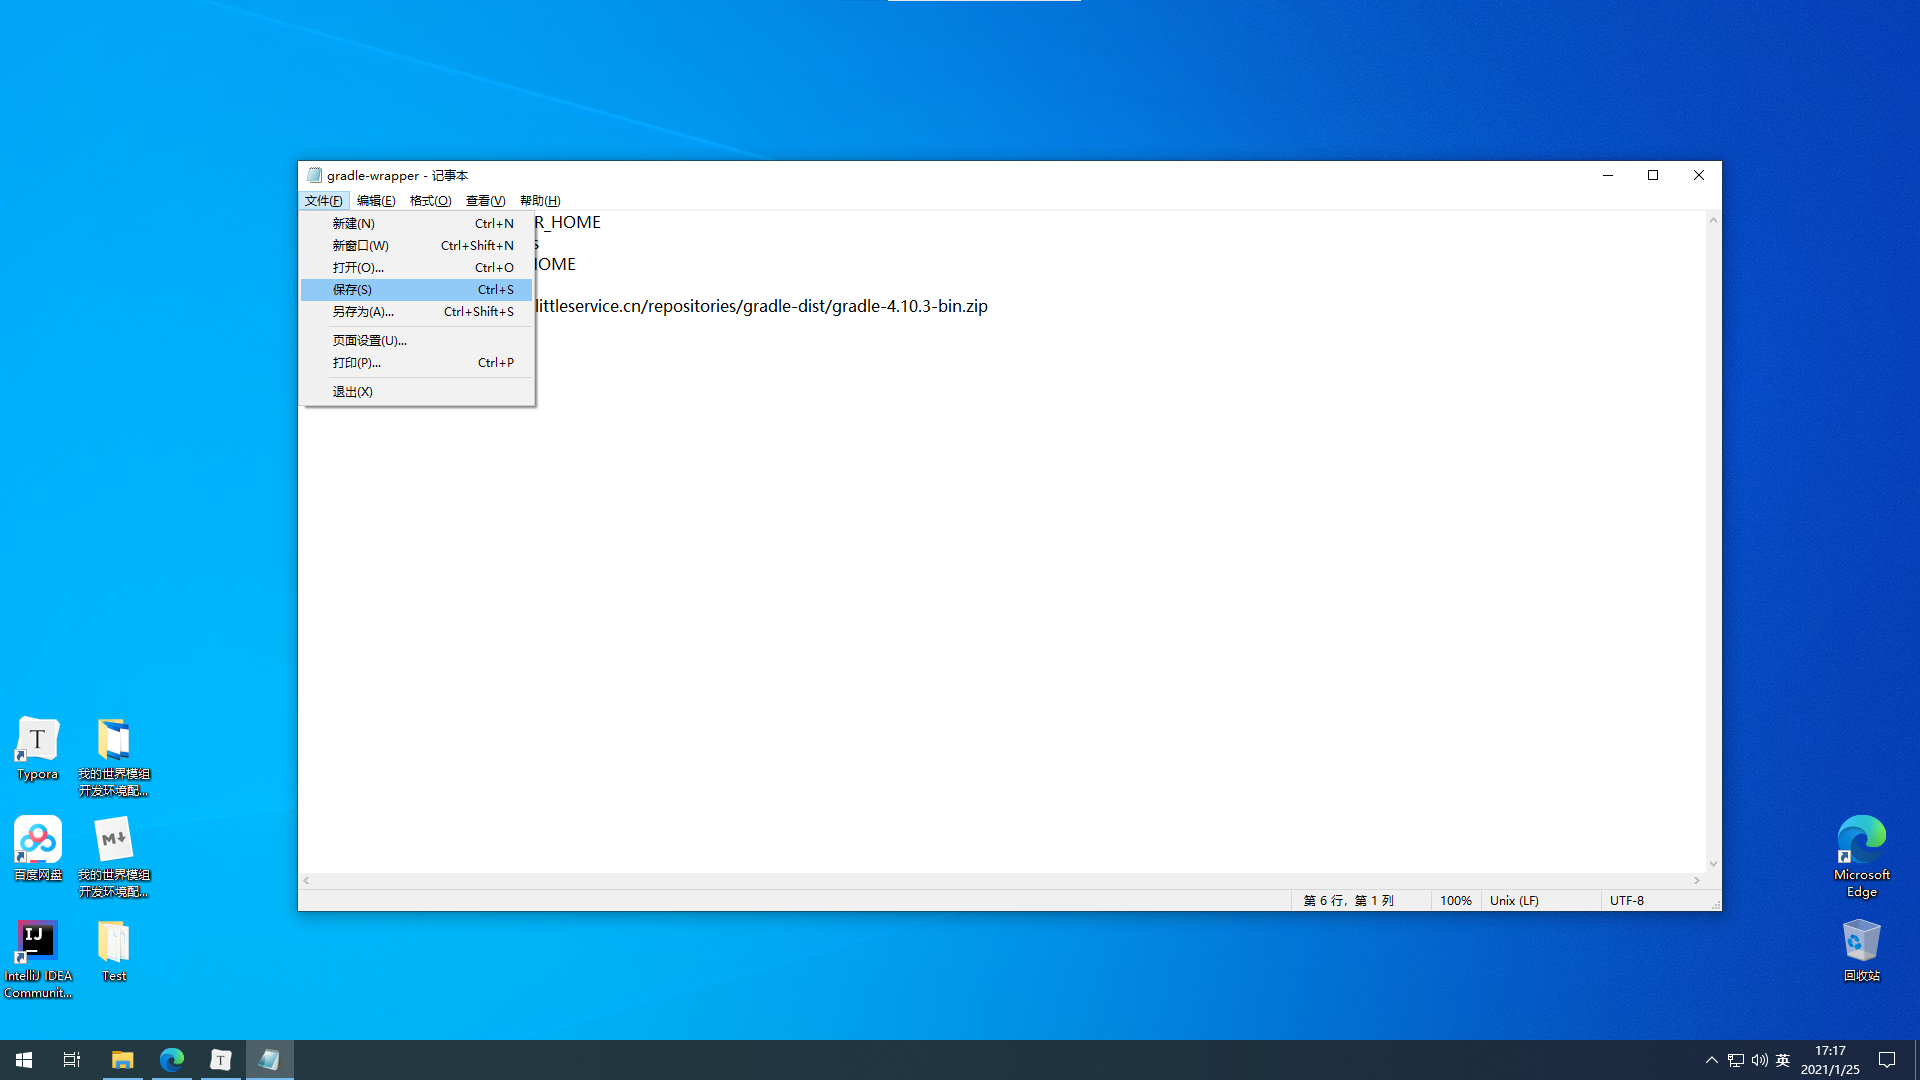 gradle-wrapper - 记事本
文件(F) 编辑(E) 格式(O) 查看(V) 帮助(H)
新建(N) Ctrl+N
新窗口(W) Ctrl+Shift+N
打开(O)... Ctrl+O
保存(S) Ctrl+S
另存为(A)... Ctrl+Shift+S
页面设置(U)...
打印(P)... Ctrl+P
退出(X)
R_HOME
s
HOME
littleservice.cn/repositories/gradle-dist/gradle-4.10.3-bin.zip
第 6 行，第 1 列 100% Unix (LF) UTF-8
Typora
我的世界模组
开发环境配...
百度网盘
我的世界模组
开发环境配...
IntelliJ IDEA
Communit...
Test
Microsoft
Edge
回收站
英
17:17
2021/1/25